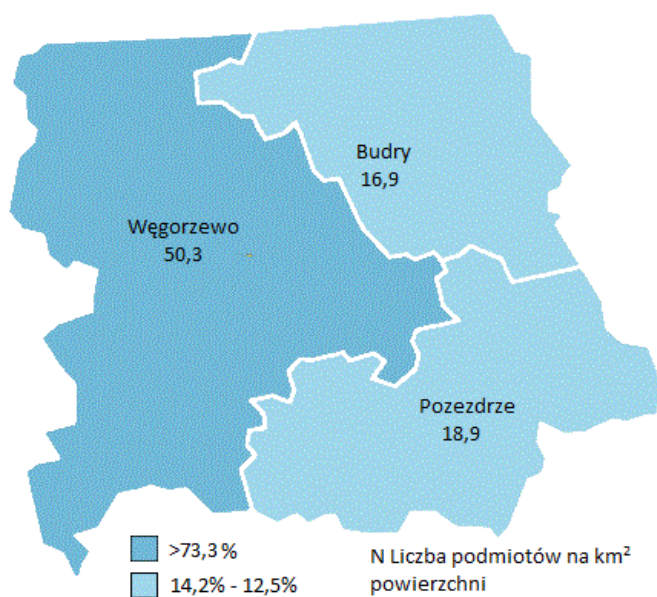 Budry
16,9
Węgorzewo
50,3
Pozezdrze
18,9
>73,3 %
14,2% - 12,5%
N Liczba podmiotów na km²
powierzchni